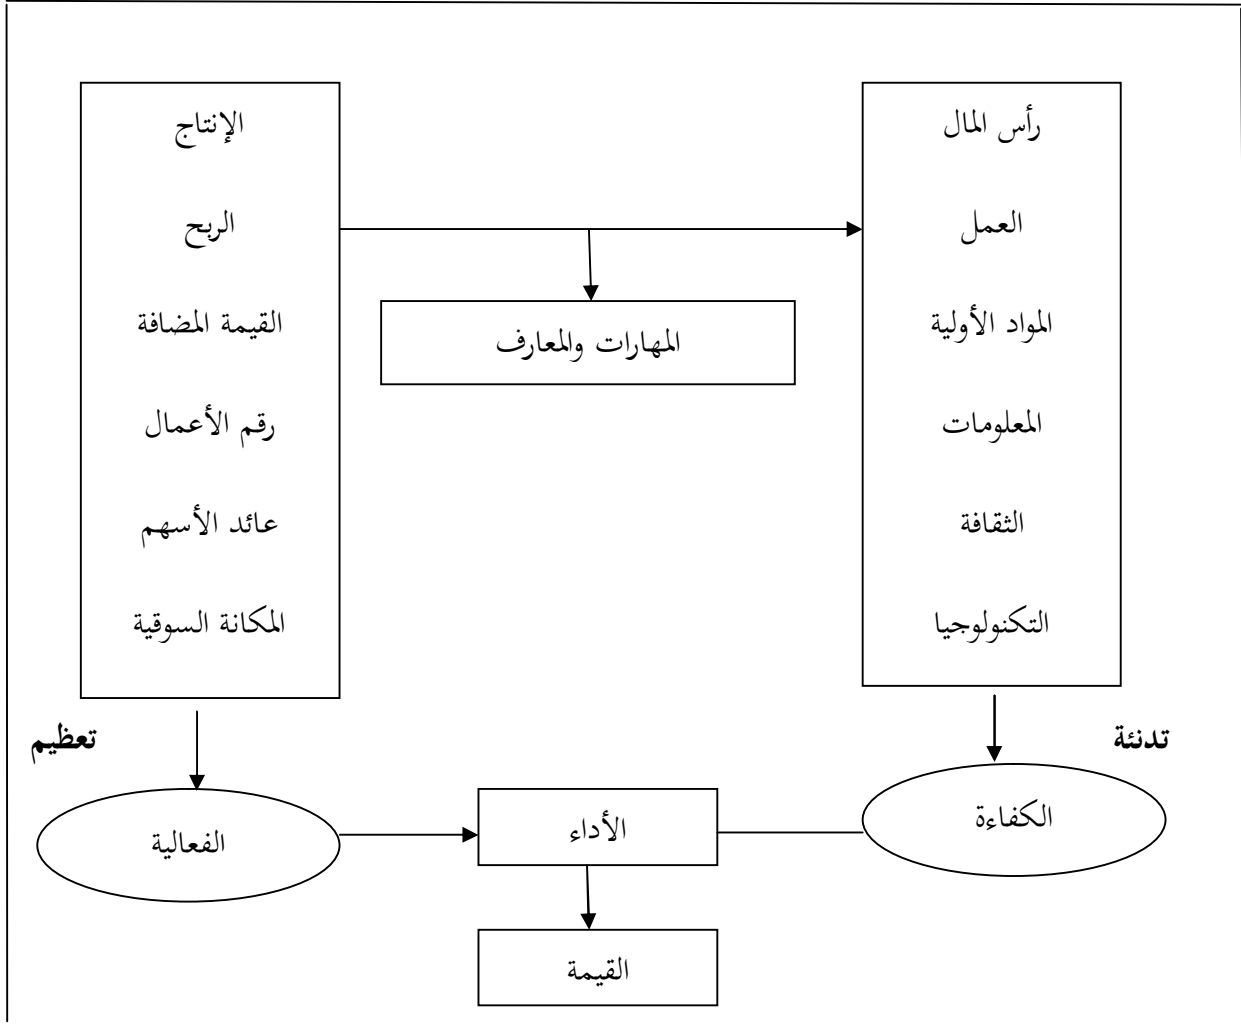 رأس المال
العمل
المواد الأولية
المعلومات
الثقافة
التكنولوجيا
الإنتاج
الربح
القيمة المضافة
رقم الأعمال
عائد الأسهم
المكانة السوقية
المهارات والمعارف
تدنئة
تعظيم
الكفاءة
الأداء
الفعالية
القيمة